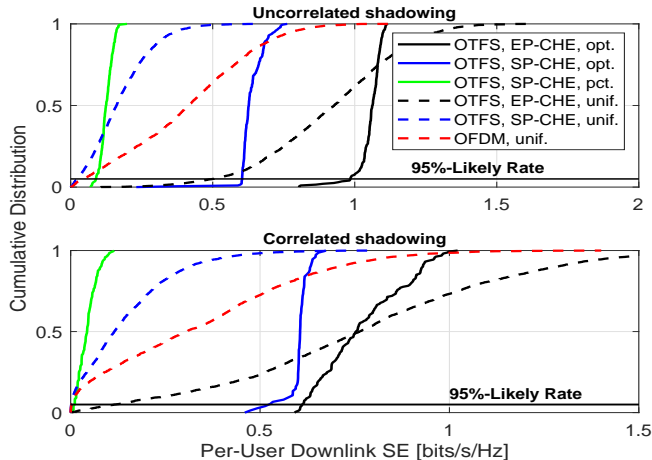 Uncorrelated shadowing
1
0.5
0
OTFS, EP-CHE, opt.
OTFS, SP-CHE, opt.
OTFS, SP-CHE, pct.
OTFS, EP-CHE, unif.
OTFS, SP-CHE, unif.
OFDM, unif.
95%-Likely Rate
0
0.5
1
1.5
2
Cumulative Distribution
Correlated shadowing
1
0.5
0
95%-Likely Rate
0
0.5
1
1.5
Per-User Downlink SE [bits/s/Hz]